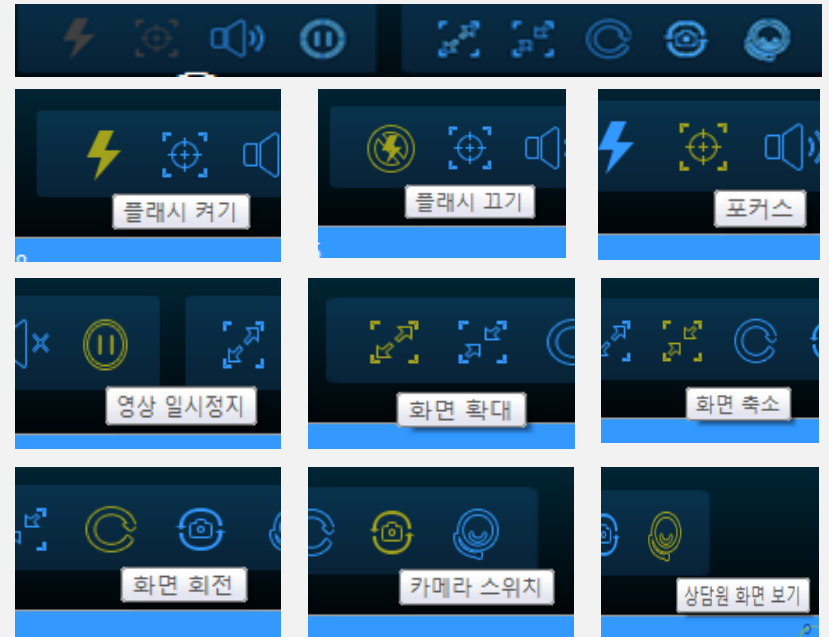 플래시 켜기
플래시 끄기
포커스
영상 일시정지
화면 확대
화면 축소
화면 회전
카메라 스위치
상담원 화면 보기